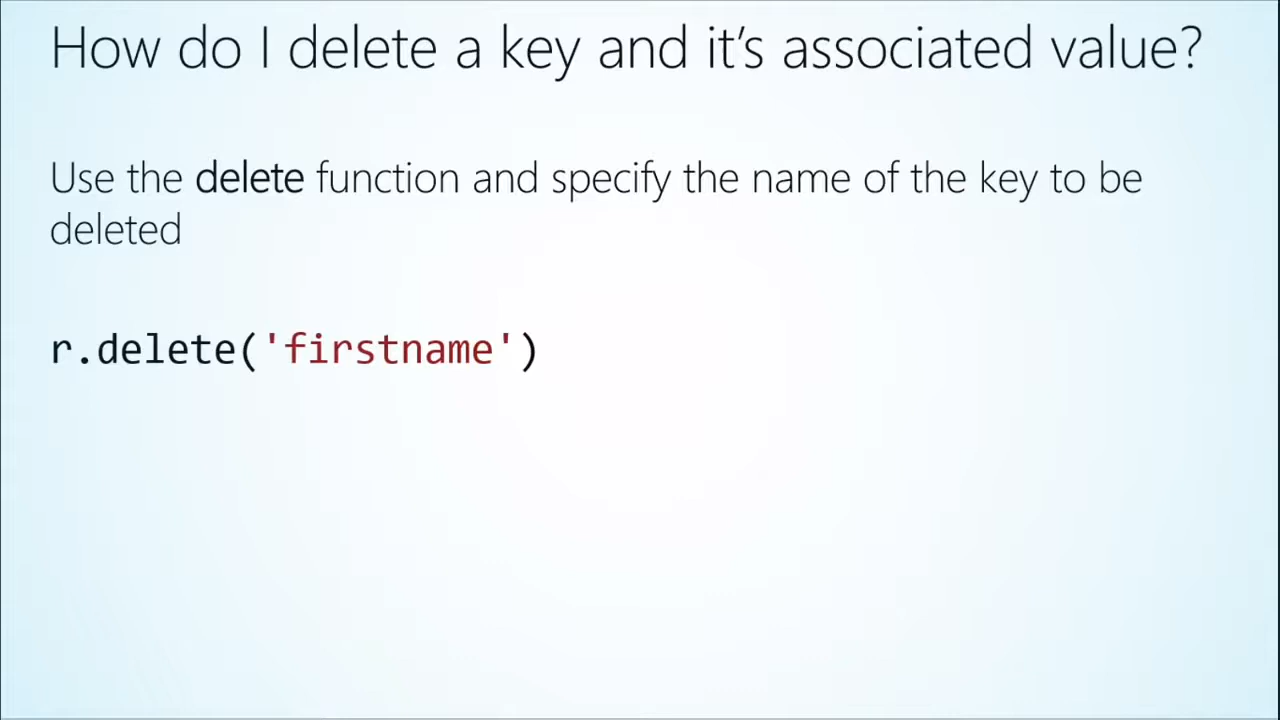 How do I delete a key and it’s associated value?
Use the delete function and specify the name of the key to be
deleted
r.delete('firstname')